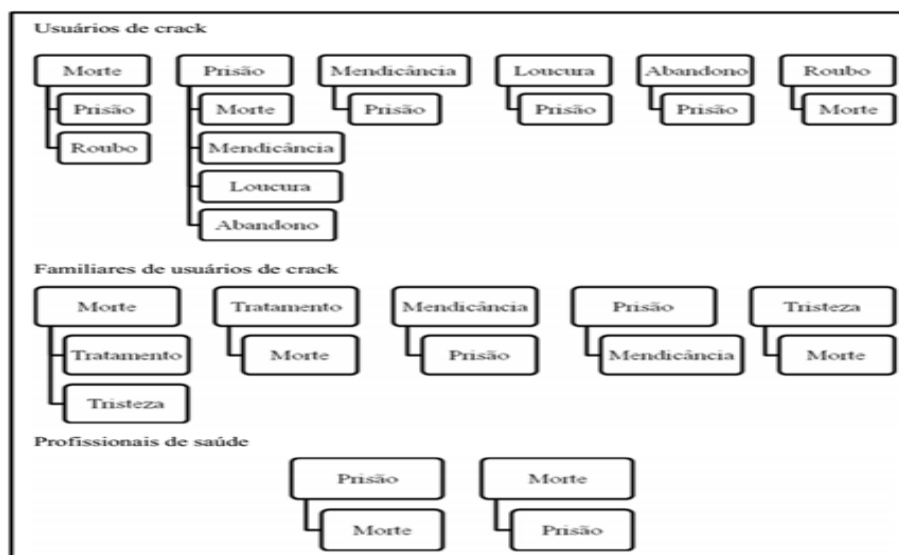 Usuários de crack
Morte Prisão Mendicância Loucura Abandono Roubo
Prisão Morte Prisão Prisão Prisão Morte
Roubo Mendicância
Loucura
Abandono
Familiares de usuários de crack
Morte Tratamento Mendicância Prisão Tristeza
Tratamento Morte Prisão Mendicância Morte
Tristeza
Profissionais de saúde
Prisão Morte
Morte Prisão